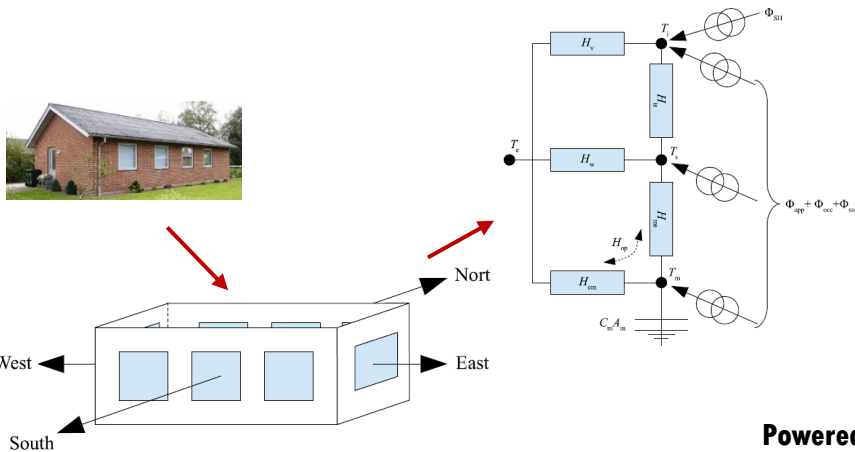 Φ_SH
T_i
H_v
H_is
T_e
H_w
T_s
Φ_app + Φ_occ + Φ_so
H_op
H_em
T_m
C_m A_m
Nort
West
East
South
Powered